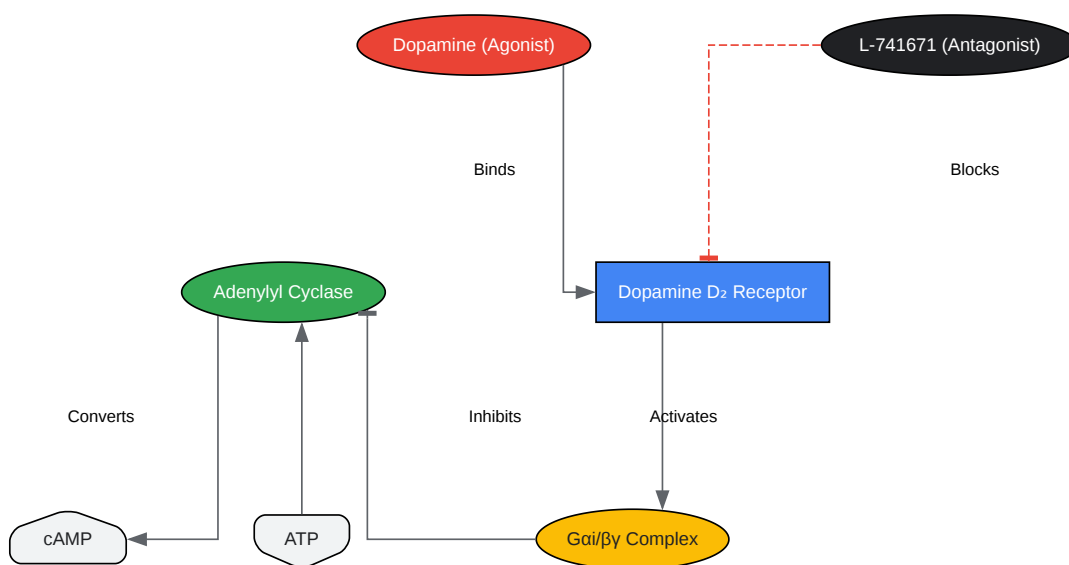 Dopamine (Agonist)
L-741671 (Antagonist)
Binds
Blocks
Adenylyl Cyclase
Dopamine D₂ Receptor
Converts
Inhibits
Activates
cAMP
ATP
Gαi/βγ Complex